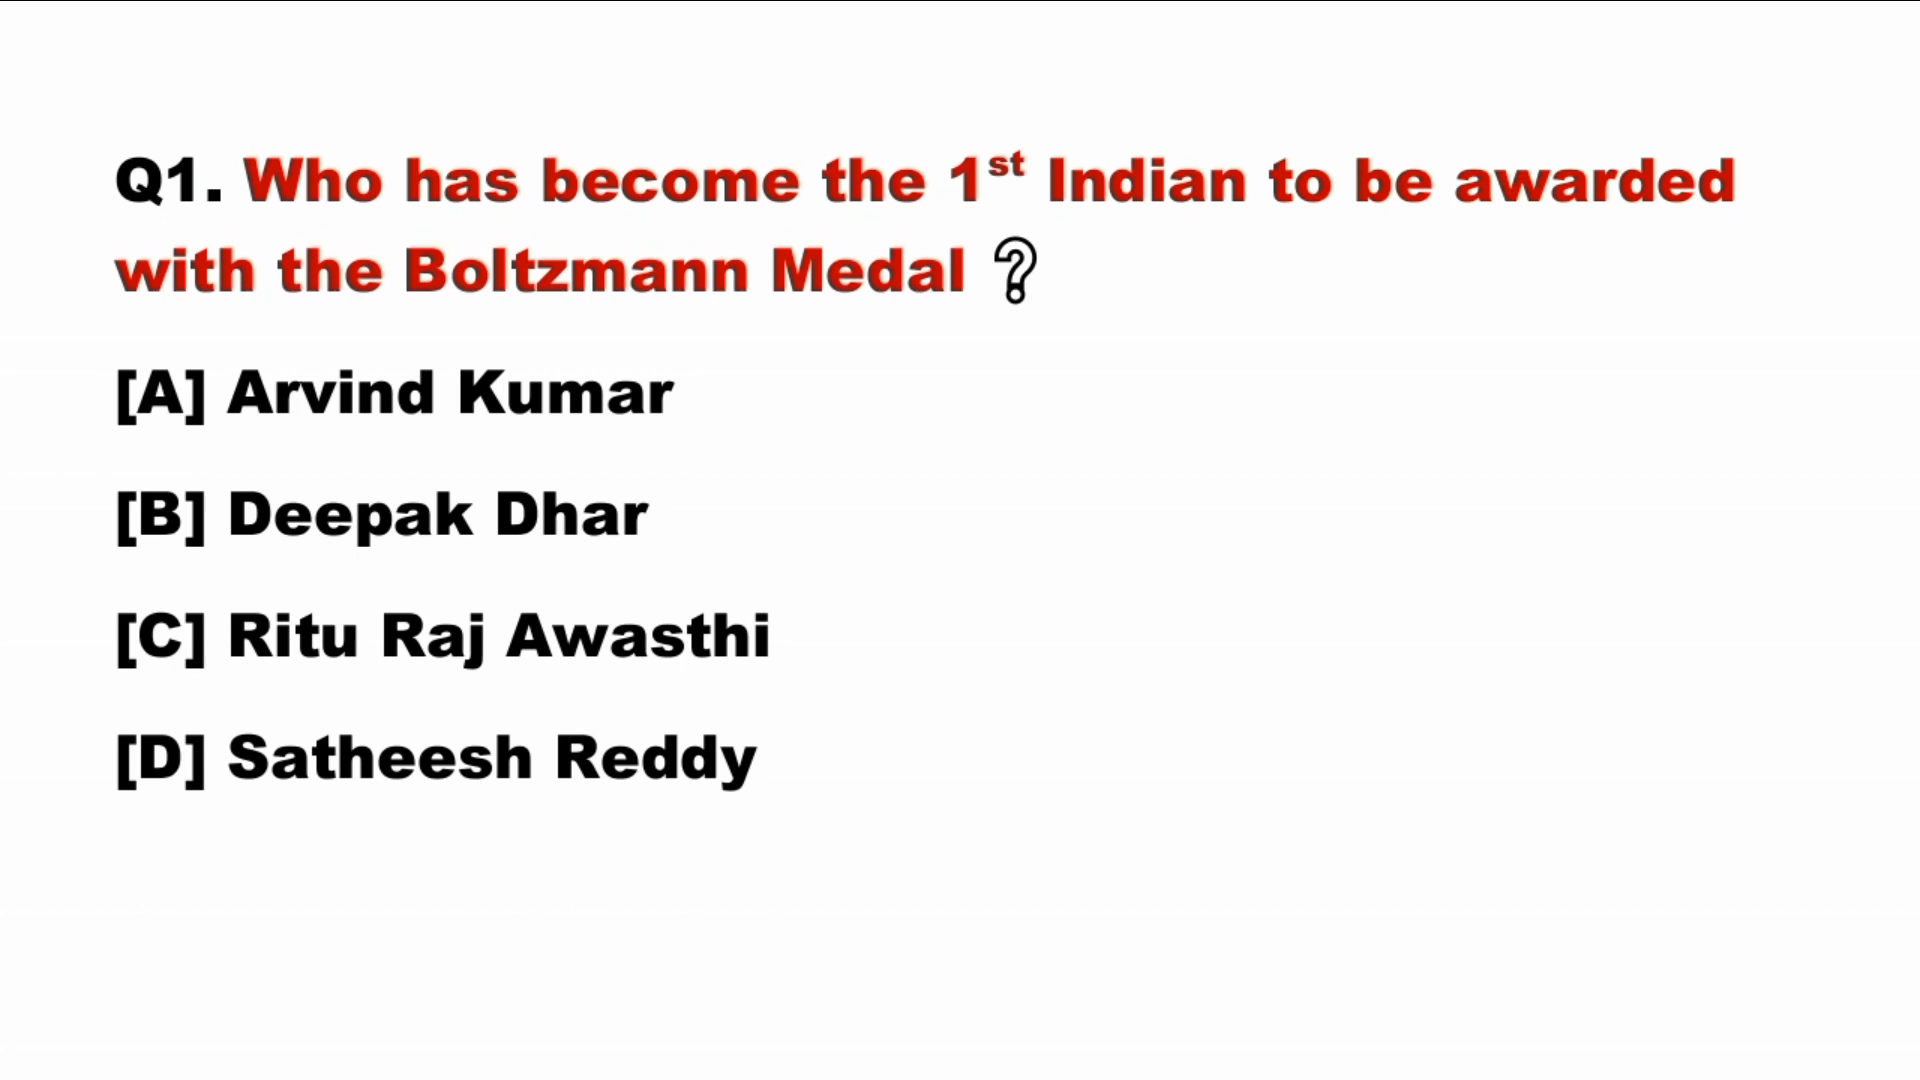 Q1. Who has become the 1st Indian to be awarded
with the Boltzmann Medal ?
[A] Arvind Kumar
[B] Deepak Dhar
[C] Ritu Raj Awasthi
[D] Satheesh Reddy